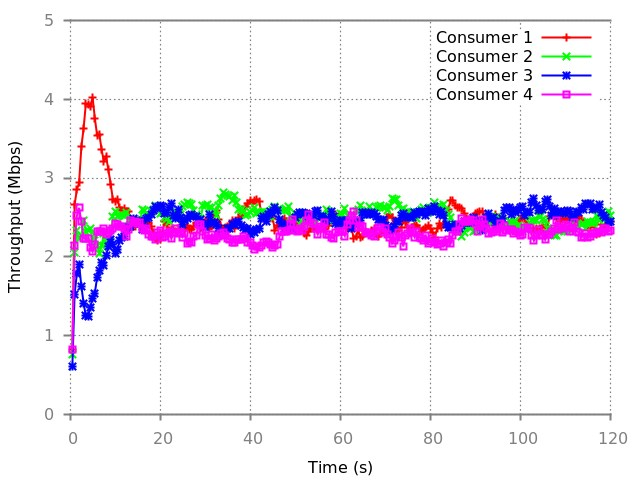 5
4
3
2
1
0
Throughput (Mbps)
Consumer 1
Consumer 2
Consumer 3
Consumer 4
0 20 40 60 80 100 120
Time (s)